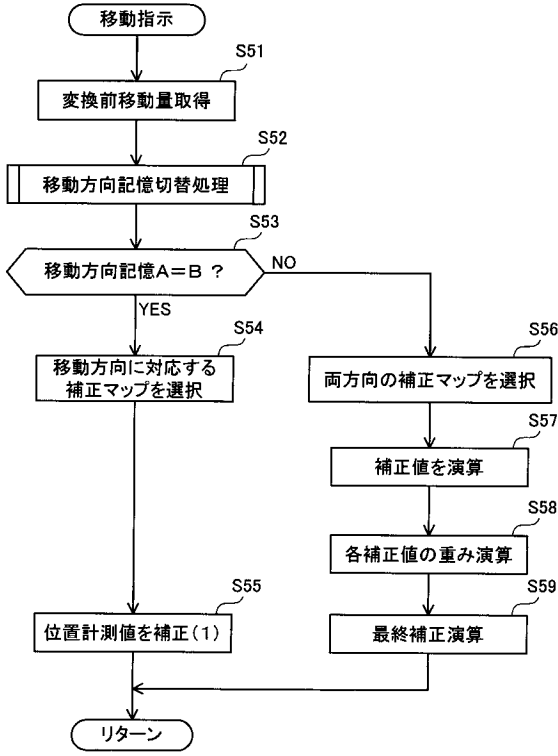 移動指示
S51
変換前移動量取得
S52
移動方向記憶切替処理
S53
移動方向記憶A=B ?
NO
YES
S54
移動方向に対応する
補正マップを選択
S56
両方向の補正マップを選択
S57
補正値を演算
S58
各補正値の重み演算
S55
位置計測値を補正(1)
S59
最終補正演算
リターン